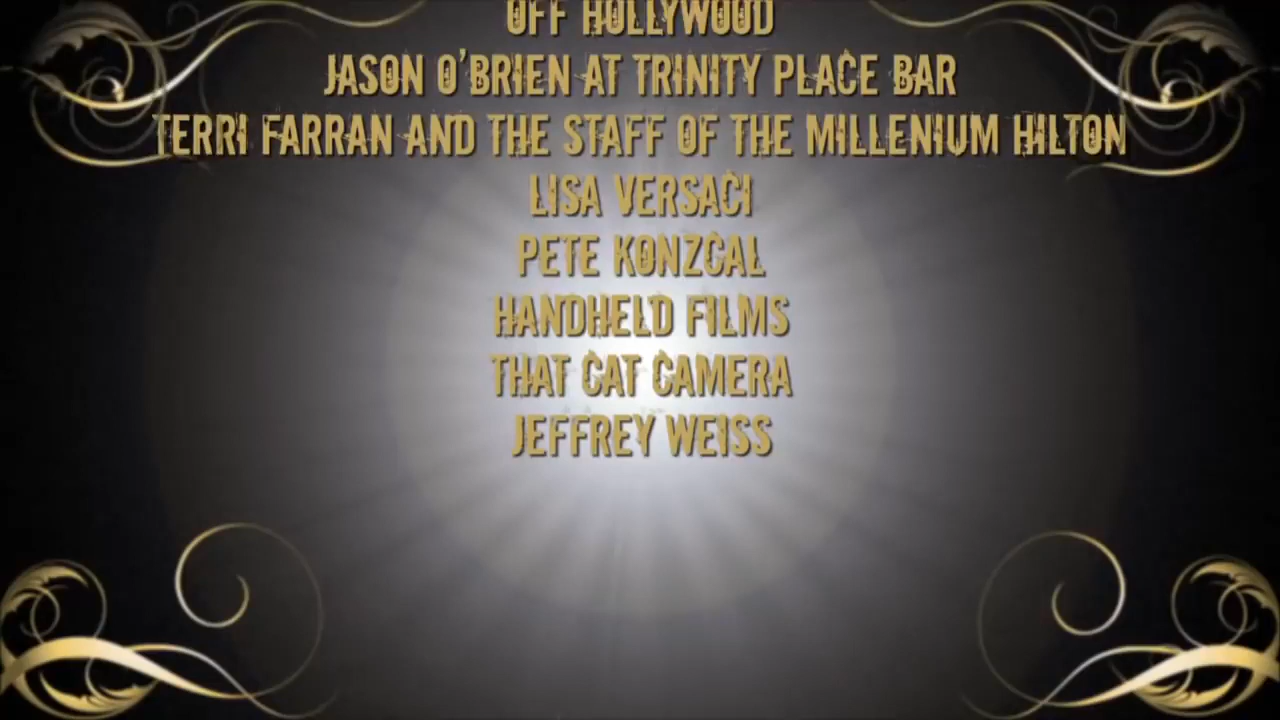 OFF HOLLYWOOD
JASON O'BRIEN AT TRINITY PLACE BAR
TERRI FARRAN AND THE STAFF OF THE MILLENIUM HILTON
LISA VERSACI
PETE KONZCAL
HANDHELD FILMS
THAT CAT CAMERA
JEFFREY WEISS